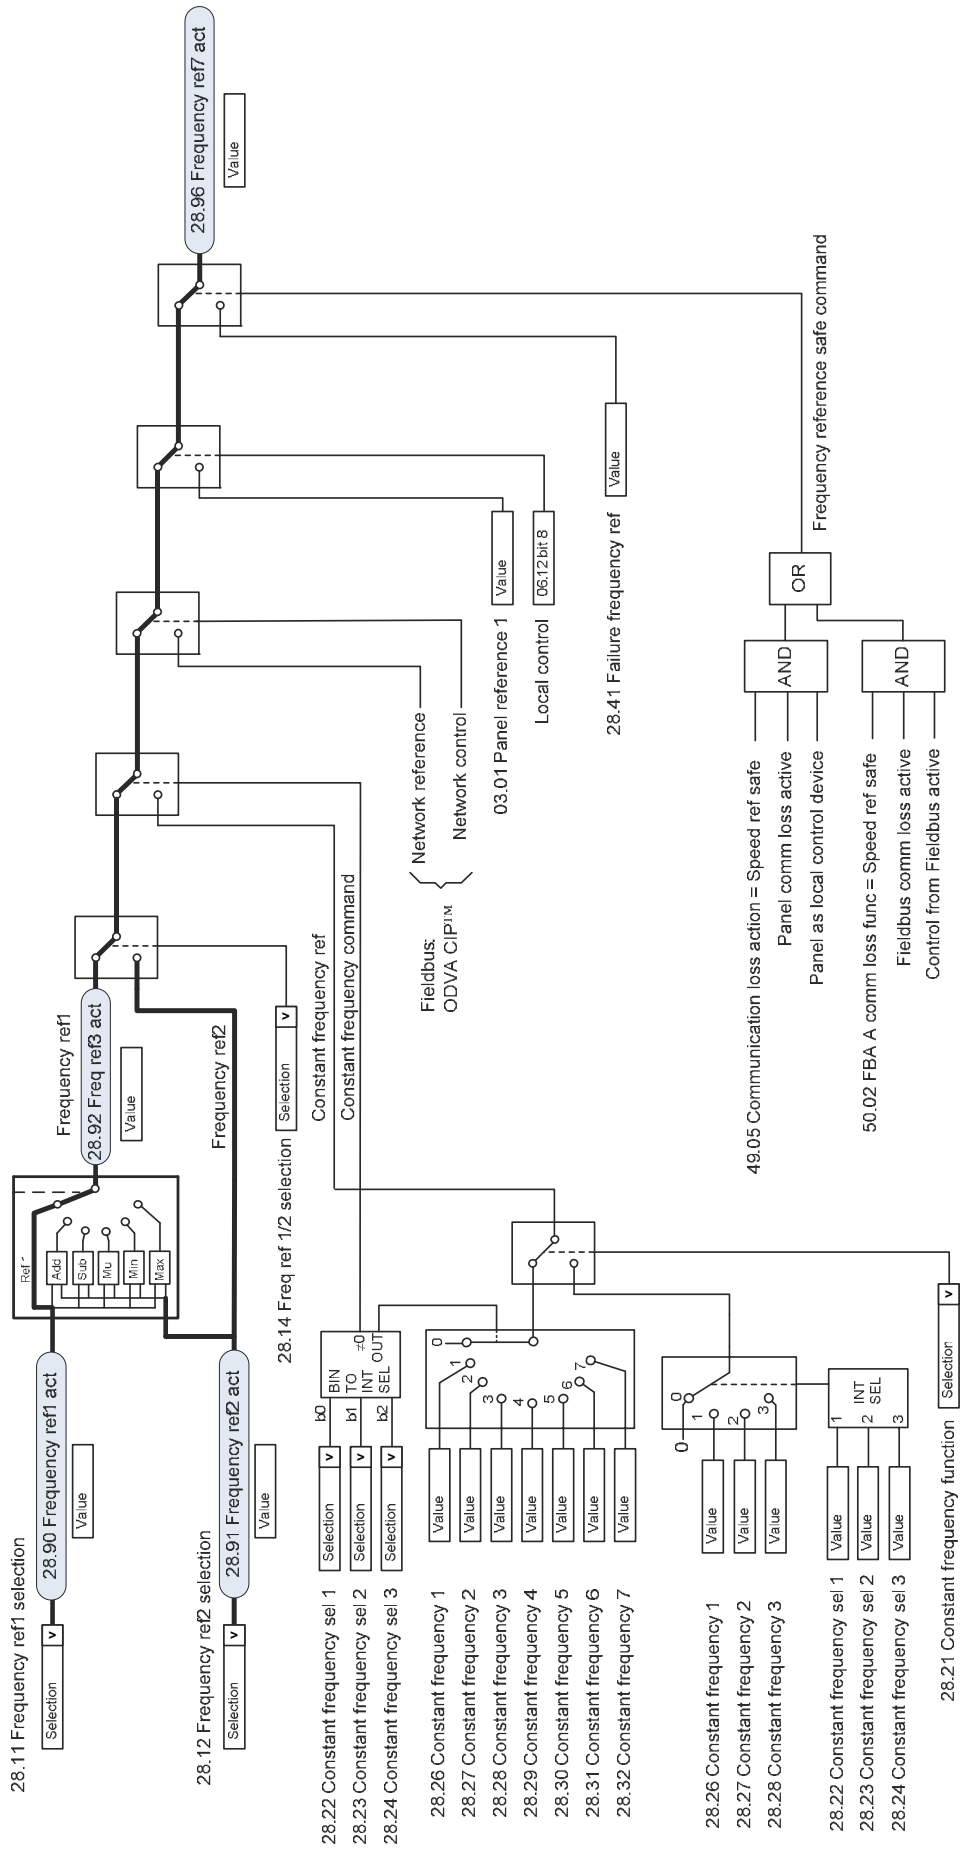 28.11 Frequency ref1 selection
Selection
v
28.90 Frequency ref1 act
Value
Ref
Add
Sub
Mu
Min
Max
Frequency ref1
28.92 Freq ref3 act
Value
28.12 Frequency ref2 selection
Selection
v
28.91 Frequency ref2 act
Value
Frequency ref2
28.14 Freq ref 1/2 selection
Selection
v
28.22 Constant frequency sel 1
28.23 Constant frequency sel 2
28.24 Constant frequency sel 3
Selection
v
Selection
v
Selection
v
b0
b1
b2
BIN
TO
INT
SEL
≠0
OUT
Constant frequency ref
Constant frequency command
28.26 Constant frequency 1
28.27 Constant frequency 2
28.28 Constant frequency 3
28.29 Constant frequency 4
28.30 Constant frequency 5
28.31 Constant frequency 6
28.32 Constant frequency 7
Value
Value
Value
Value
Value
Value
Value
0
1
2
3
4
5
6
7
28.26 Constant frequency 1
28.27 Constant frequency 2
28.28 Constant frequency 3
Value
Value
Value
0
0
1
2
3
28.22 Constant frequency sel 1
28.23 Constant frequency sel 2
28.24 Constant frequency sel 3
Value
Value
Value
1
2
3
INT
SEL
28.21 Constant frequency function
Selection
v
Fieldbus:
ODVA CIP™
Network reference
Network control
03.01 Panel reference 1
Value
Local control
06.12 bit 8
28.41 Failure frequency ref
Value
49.05 Communication loss action = Speed ref safe
Panel comm loss active
Panel as local control device
AND
50.02 FBA A comm loss func = Speed ref safe
Fieldbus comm loss active
Control from Fieldbus active
AND
OR
Frequency reference safe command
28.96 Frequency ref7 act
Value